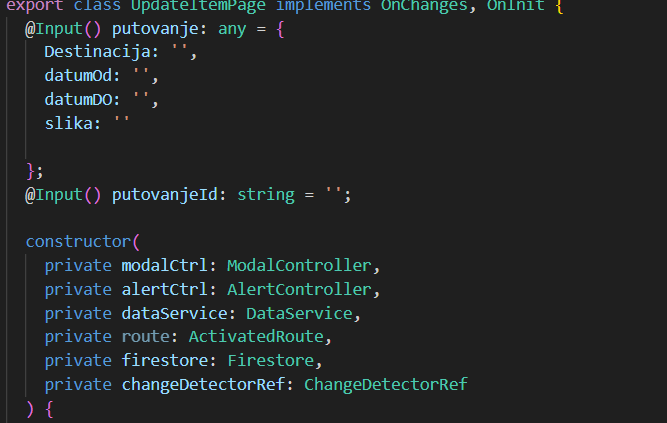 export class UpdateItemPage implements OnChanges, OnInit {
@Input() putovanje: any = {
Destinacija: '',
datumOd: '',
datumDO: '',
slika: ''
};
@Input() putovanjeId: string = '';
constructor(
private modalCtrl: ModalController,
private alertCtrl: AlertController,
private dataService: DataService,
private route: ActivatedRoute,
private firestore: Firestore,
private changeDetectorRef: ChangeDetectorRef
) {